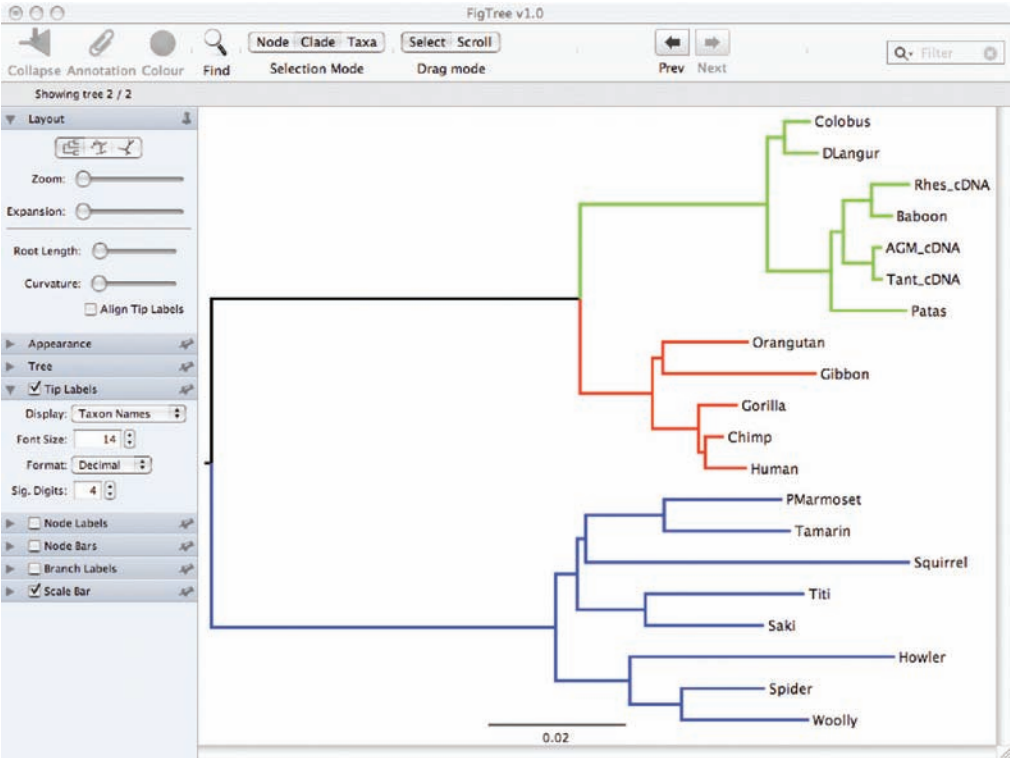 FigTree v1.0
Node Clade Taxa Select Scroll Filter
Collapse Annotation Colour Find Selection Mode Drag mode Prev Next
Showing tree 2 / 2
Layout
Zoom:
Expansion:
Root Length:
Curvature:
Align Tip Labels
Appearance
Tree
Tip Labels
Display: Taxon Names
Font Size: 14
Format: Decimal
Sig. Digits: 4
Node Labels
Node Bars
Branch Labels
Scale Bar
Colobus
DLangur
Rhes_cDNA
Baboon
AGM_cDNA
Tant_cDNA
Patas
Orangutan
Gibbon
Gorilla
Chimp
Human
PMarmoset
Tamarin
Squirrel
Titi
Saki
Howler
Spider
Woolly
0.02